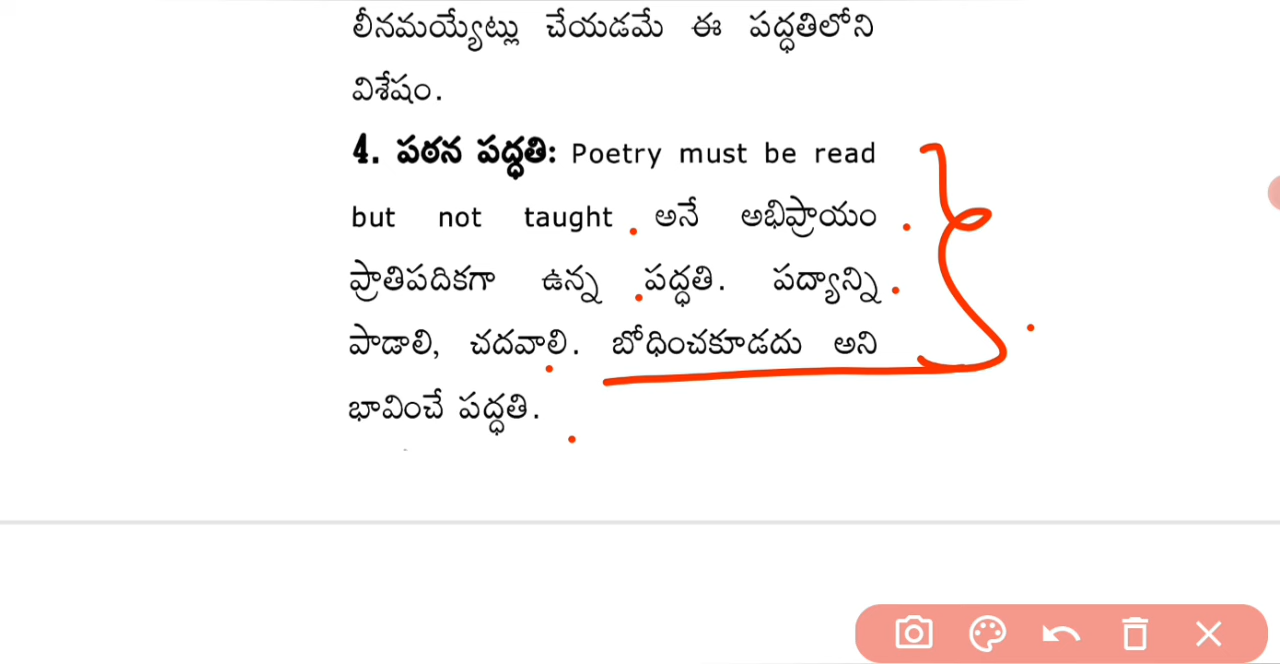 లీనమయ్యేట్లు చేయడమే ఈ పద్ధతిలోని
విశేషం.
4. పఠన పద్ధతి: Poetry must be read
but not taught అనే అభిప్రాయం
ప్రాతిపదికగా ఉన్న పద్ధతి. పద్యాన్ని
పాడాలి, చదవాలి. బోధించకూడదు అని
భావించే పద్ధతి.